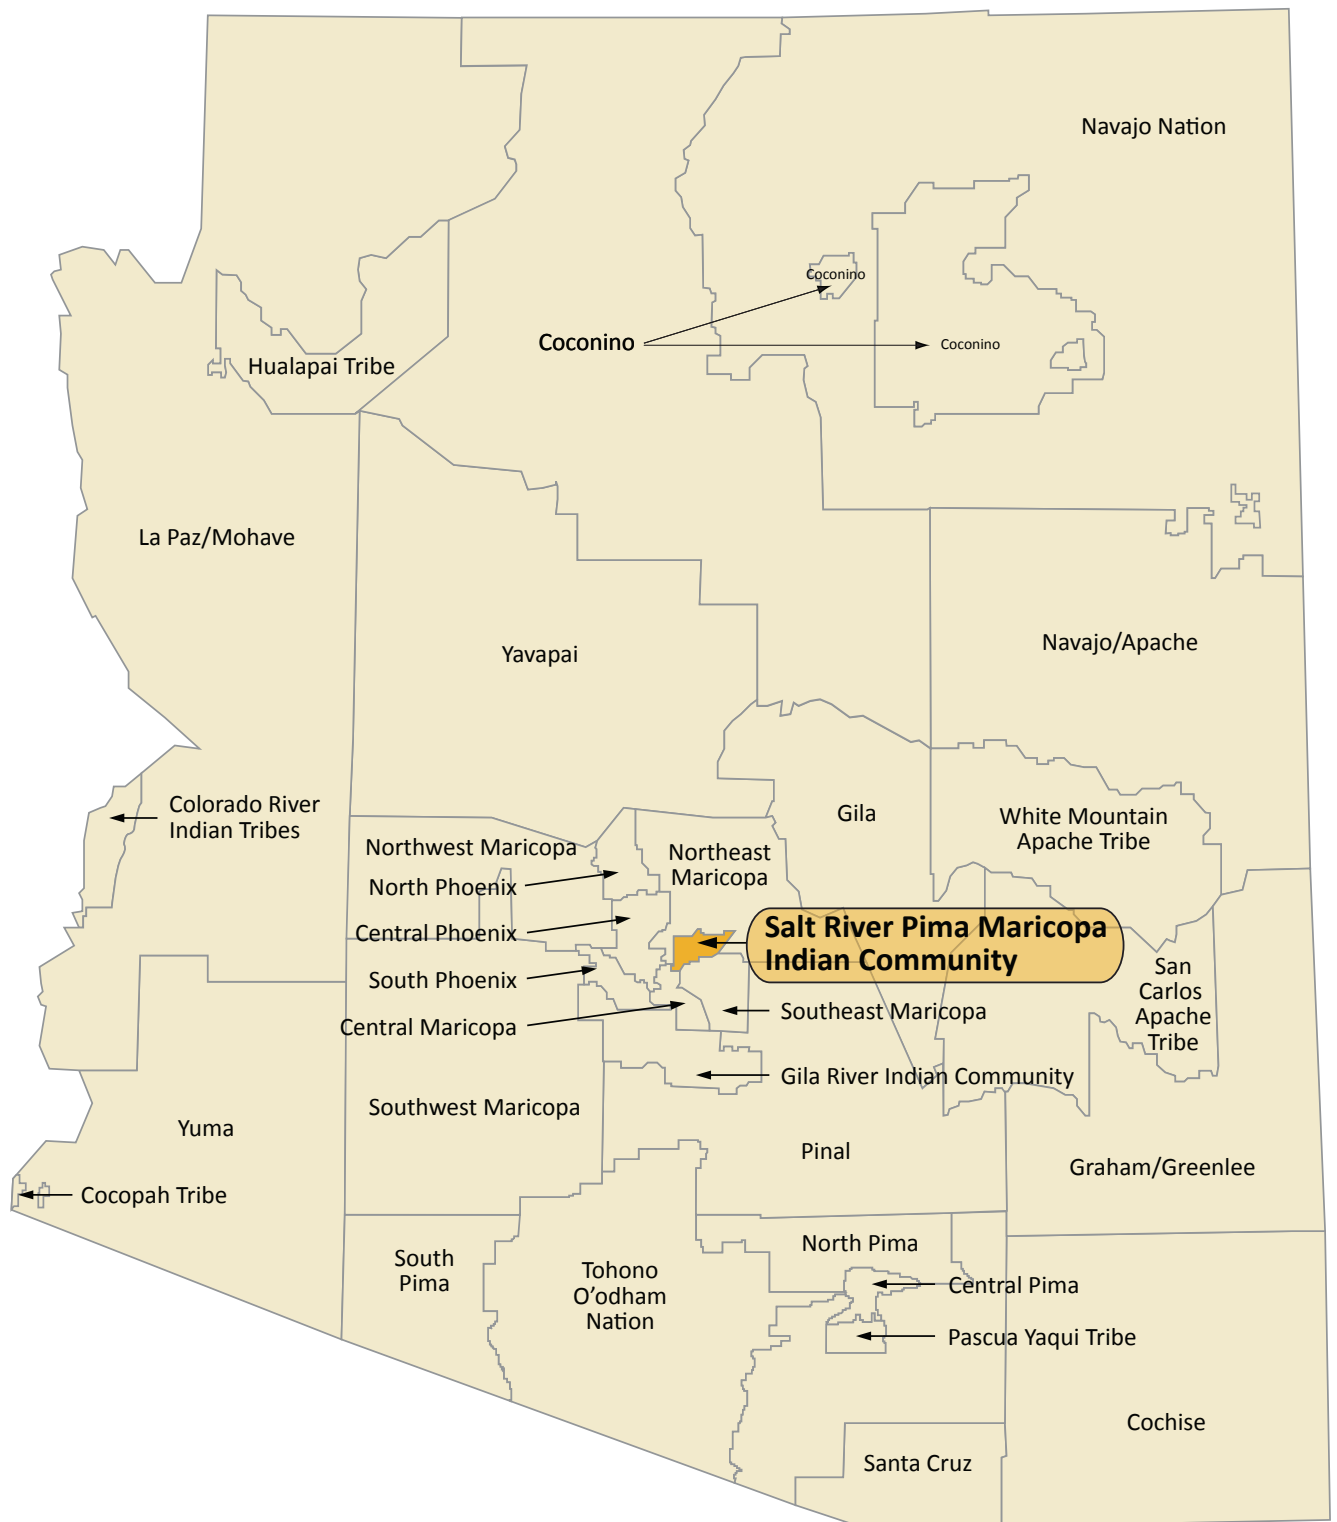 Navajo Nation
Coconino
Coconino
Coconino
Hualapai Tribe
La Paz/Mohave
Yavapai
Navajo/Apache
Colorado River
Indian Tribes
Gila
White Mountain
Apache Tribe
Northwest Maricopa
Northeast
Maricopa
North Phoenix
Central Phoenix
Salt River Pima Maricopa
Indian Community
South Phoenix
San
Carlos
Apache
Tribe
Central Maricopa
Southeast Maricopa
Gila River Indian Community
Southwest Maricopa
Yuma
Pinal
Graham/Greenlee
Cocopah Tribe
South
Pima
Tohono
O’odham
Nation
North Pima
Central Pima
Pascua Yaqui Tribe
Cochise
Santa Cruz